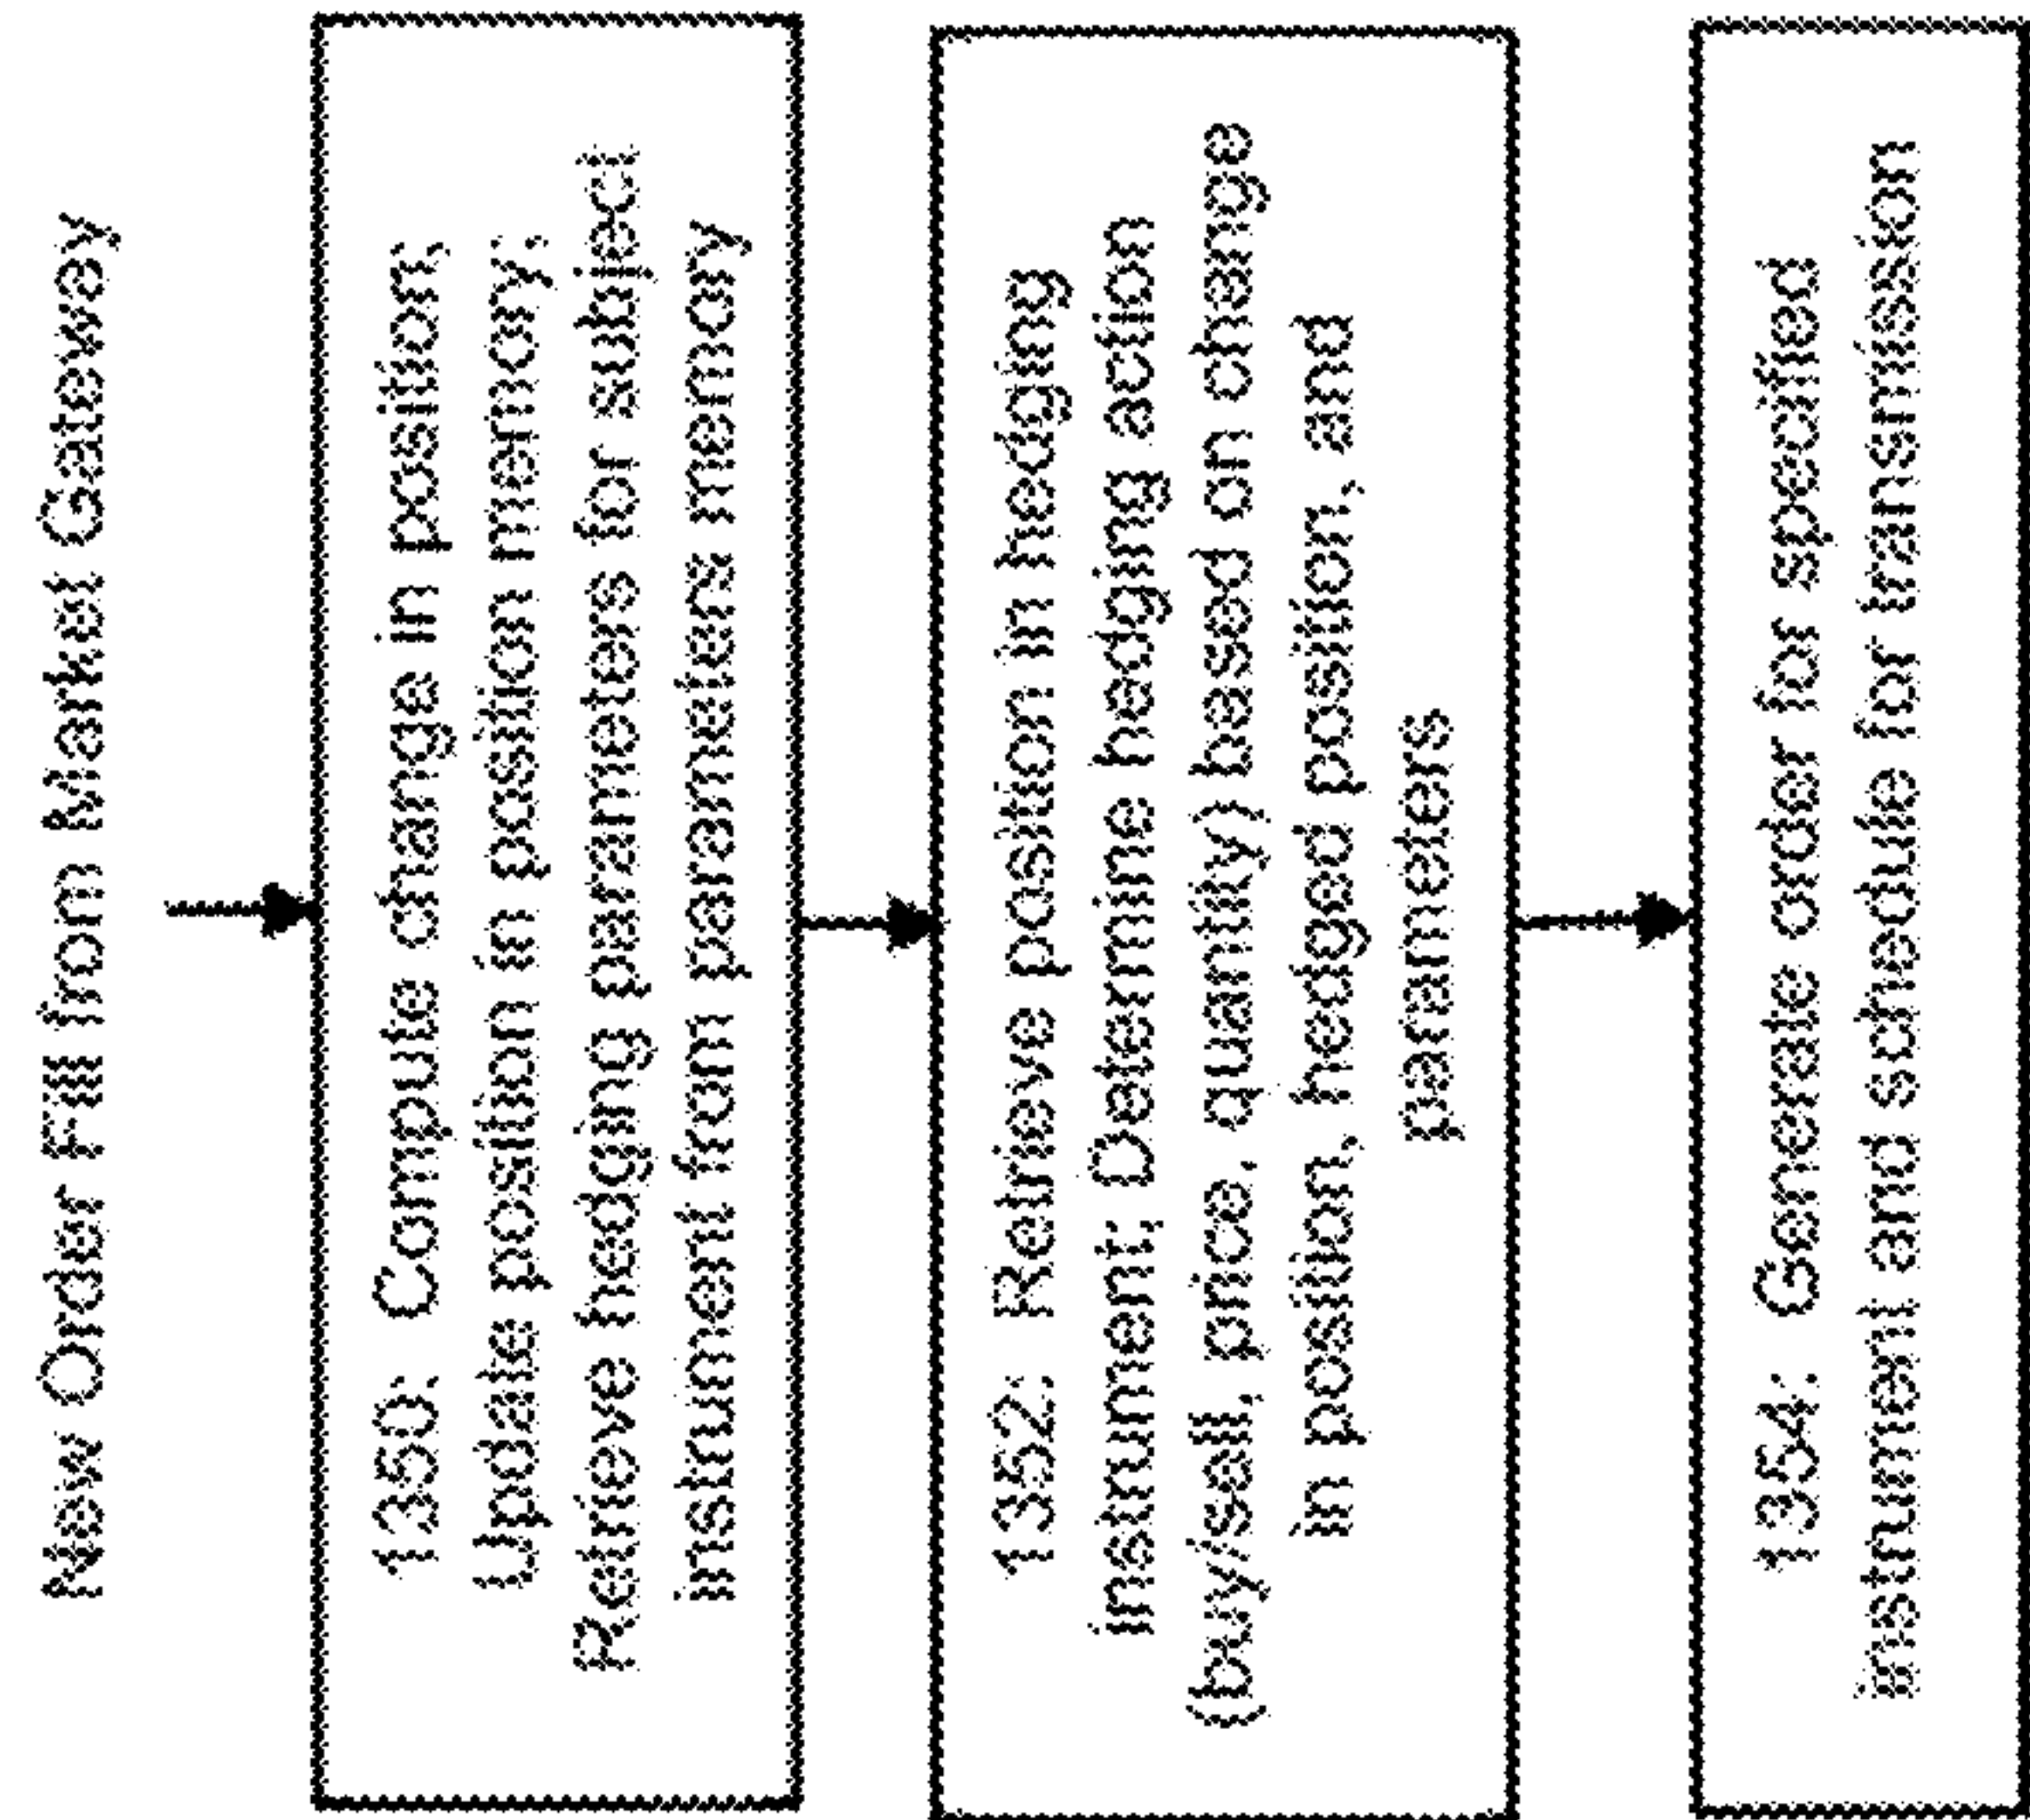 New Order Fill from Market Gateway
1350: Compute change in position;
Update position in position memory;
Retrieve hedging parameters for subject
instrument from parameters memory
1352: Retrieve position in hedging
instrument; Determine hedging action
(buy/sell, price, quantity) based on change
in position, hedged position, and
parameters
1354: Generate order for specified
instrument and schedule for transmission